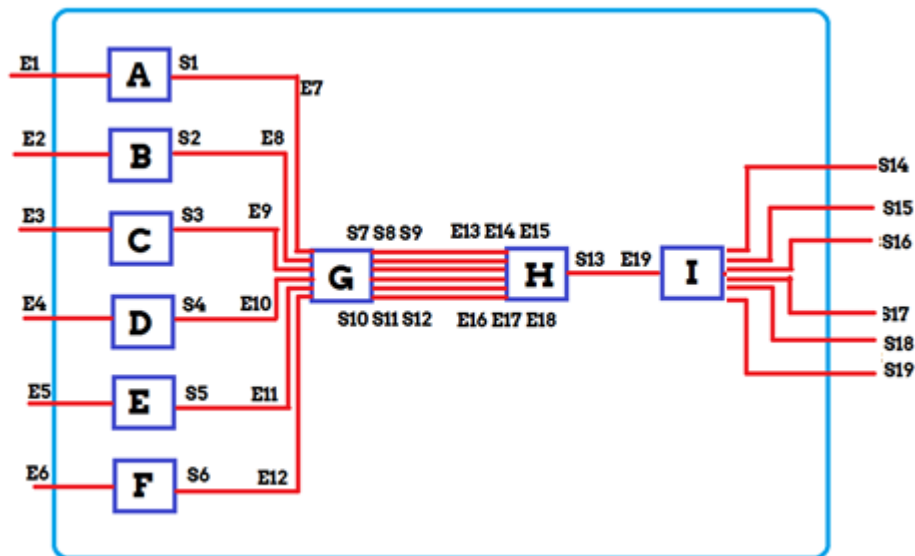 E1 A S1
E7
E2 B S2 E8
E3 C S3 E9
S7 S8 S9 E13 E14 E15
G H S13 E19 I
E4 D S4 E10
S10 S11 S12 E16 E17 E18
E5 E S5 E11
E6 F S6 E12
S14
S15
S16
S17
S18
S19